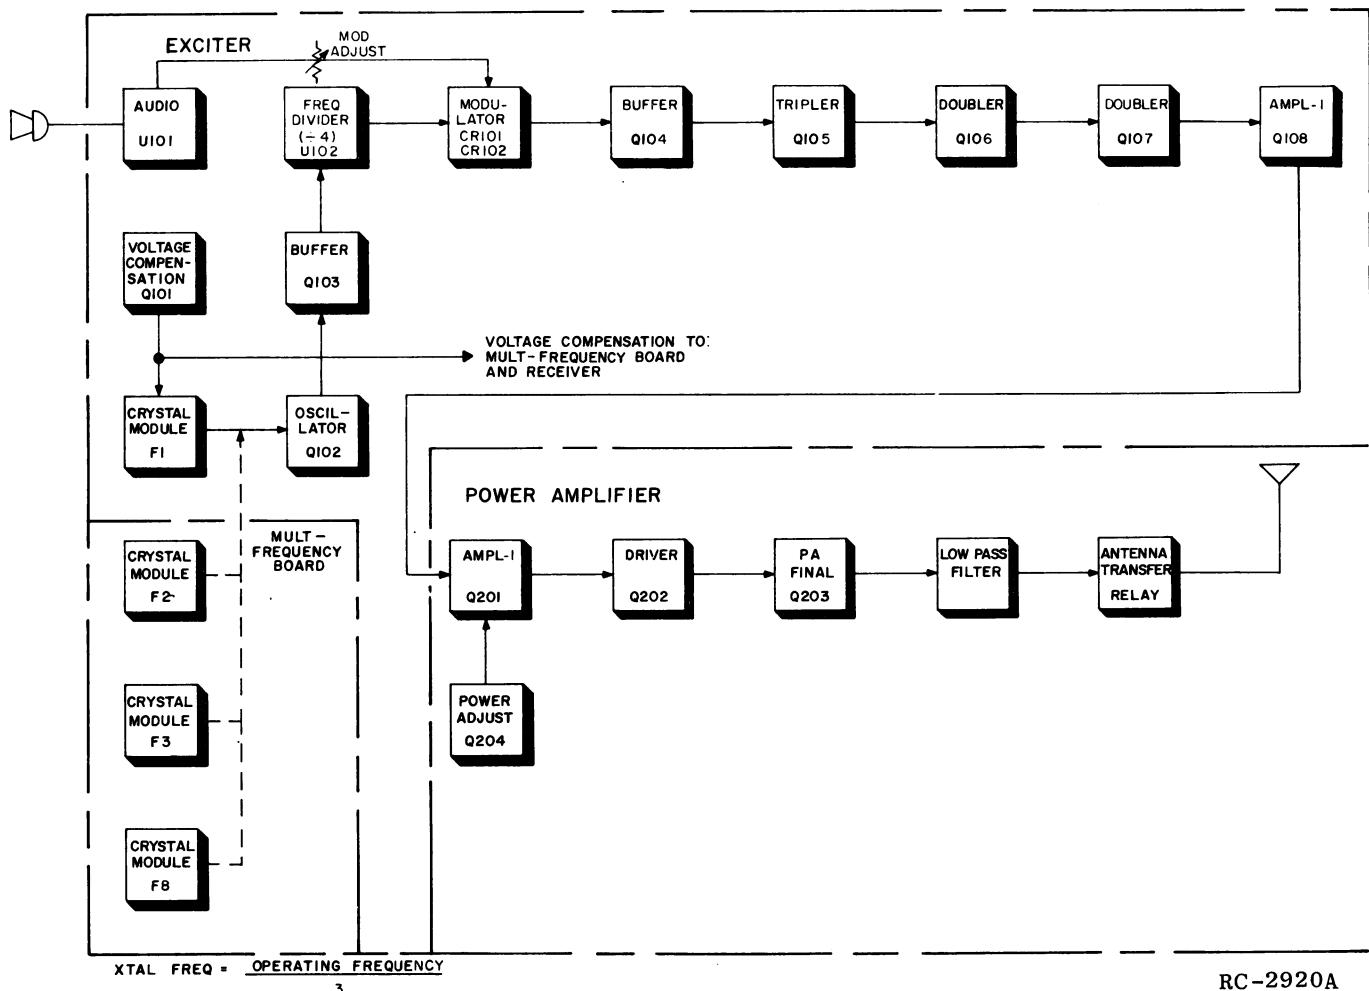 EXCITER
MOD
ADJUST
AUDIO
U101
FREQ
DIVIDER
(÷4)
U102
MODU-
LATOR
CR101
CR102
BUFFER
Q104
TRIPLER
Q105
DOUBLER
Q106
DOUBLER
Q107
AMPL-1
Q108
VOLTAGE
COMPEN-
SATION
Q101
BUFFER
Q103
VOLTAGE COMPENSATION TO:
MULT-FREQUENCY BOARD
AND RECEIVER
CRYSTAL
MODULE
F1
OSCIL-
LATOR
Q102
POWER AMPLIFIER
MULT-
FREQUENCY
BOARD
CRYSTAL
MODULE
F2
AMPL-1
Q201
DRIVER
Q202
PA
FINAL
Q203
LOW PASS
FILTER
ANTENNA
TRANSFER
RELAY
CRYSTAL
MODULE
F3
POWER
ADJUST
Q204
CRYSTAL
MODULE
F8
XTAL FREQ = OPERATING FREQUENCY
3
RC-2920A